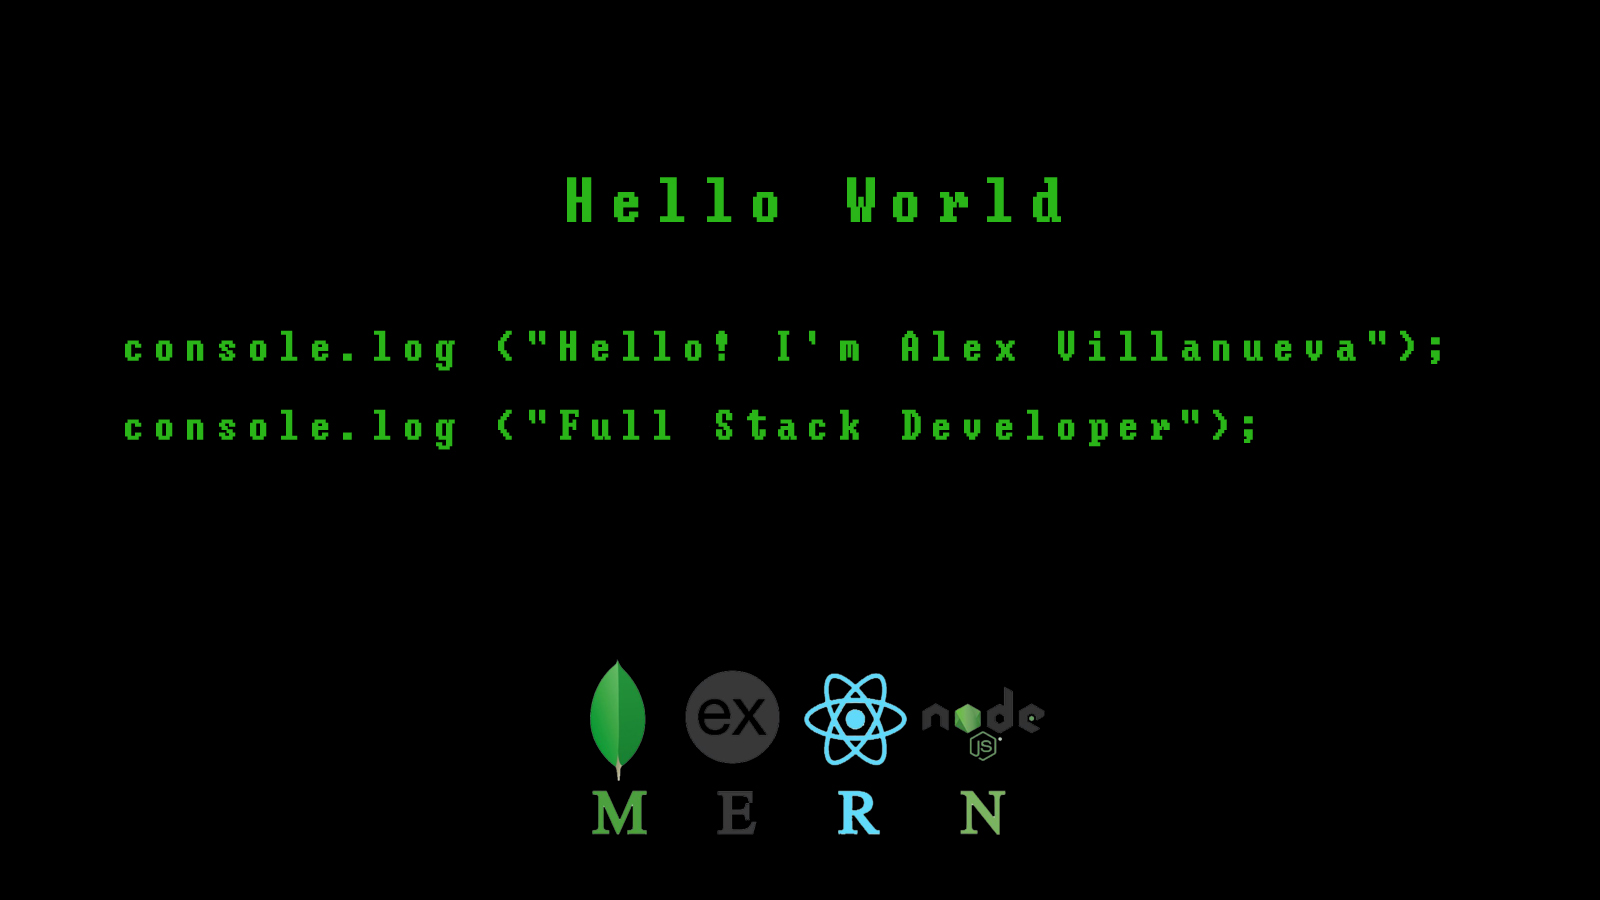 Hello World
console.log ("Hello! I'm Alex Villanueva");
console.log ("Full Stack Developer");
ex
node
JS
M E R N